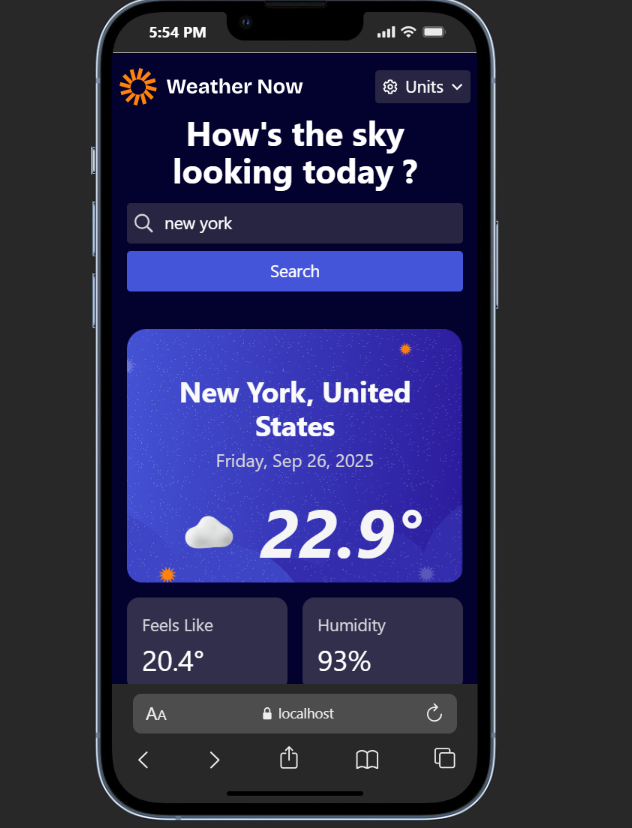 5:54 PM
Weather Now
Units
How's the sky
looking today ?
new york
Search
New York, United
States
Friday, Sep 26, 2025
22.9°
Feels Like
Humidity
20.4°
93%
AA
localhost